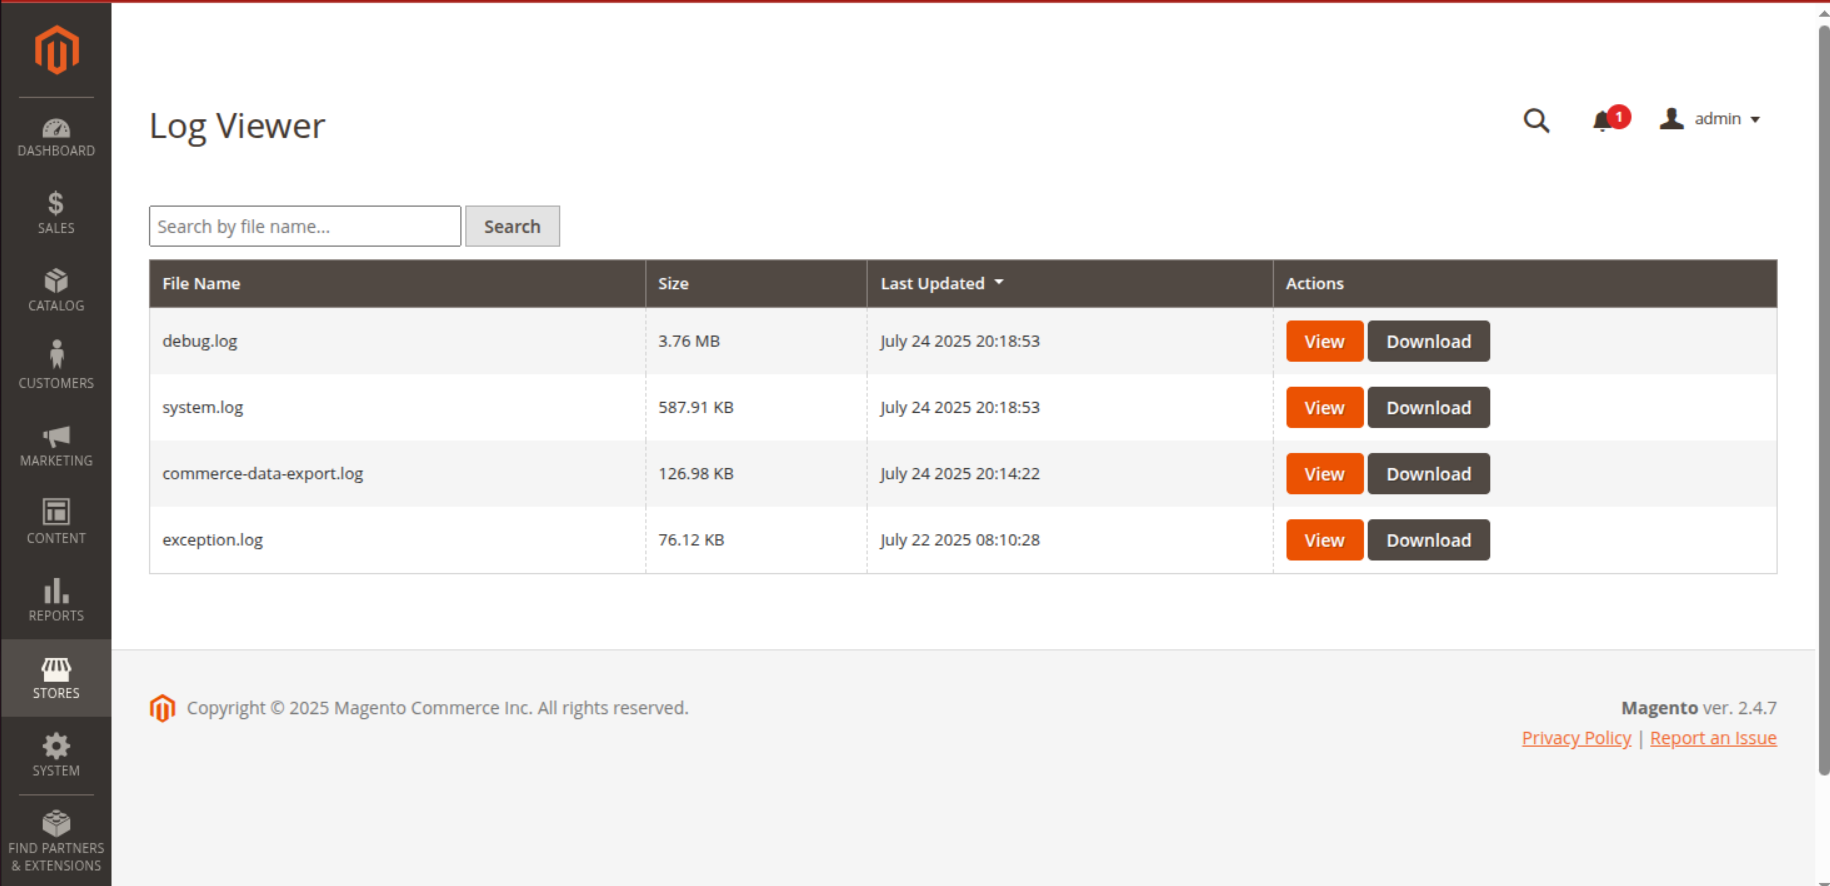 DASHBOARD
SALES
CATALOG
CUSTOMERS
MARKETING
CONTENT
REPORTS
STORES
SYSTEM
FIND PARTNERS
& EXTENSIONS
Log Viewer
1
admin
Search by file name...
Search
File Name Size Last Updated Actions
debug.log 3.76 MB July 24 2025 20:18:53 View Download
system.log 587.91 KB July 24 2025 20:18:53 View Download
commerce-data-export.log 126.98 KB July 24 2025 20:14:22 View Download
exception.log 76.12 KB July 22 2025 08:10:28 View Download
Copyright © 2025 Magento Commerce Inc. All rights reserved.
Magento ver. 2.4.7
Privacy Policy | Report an Issue